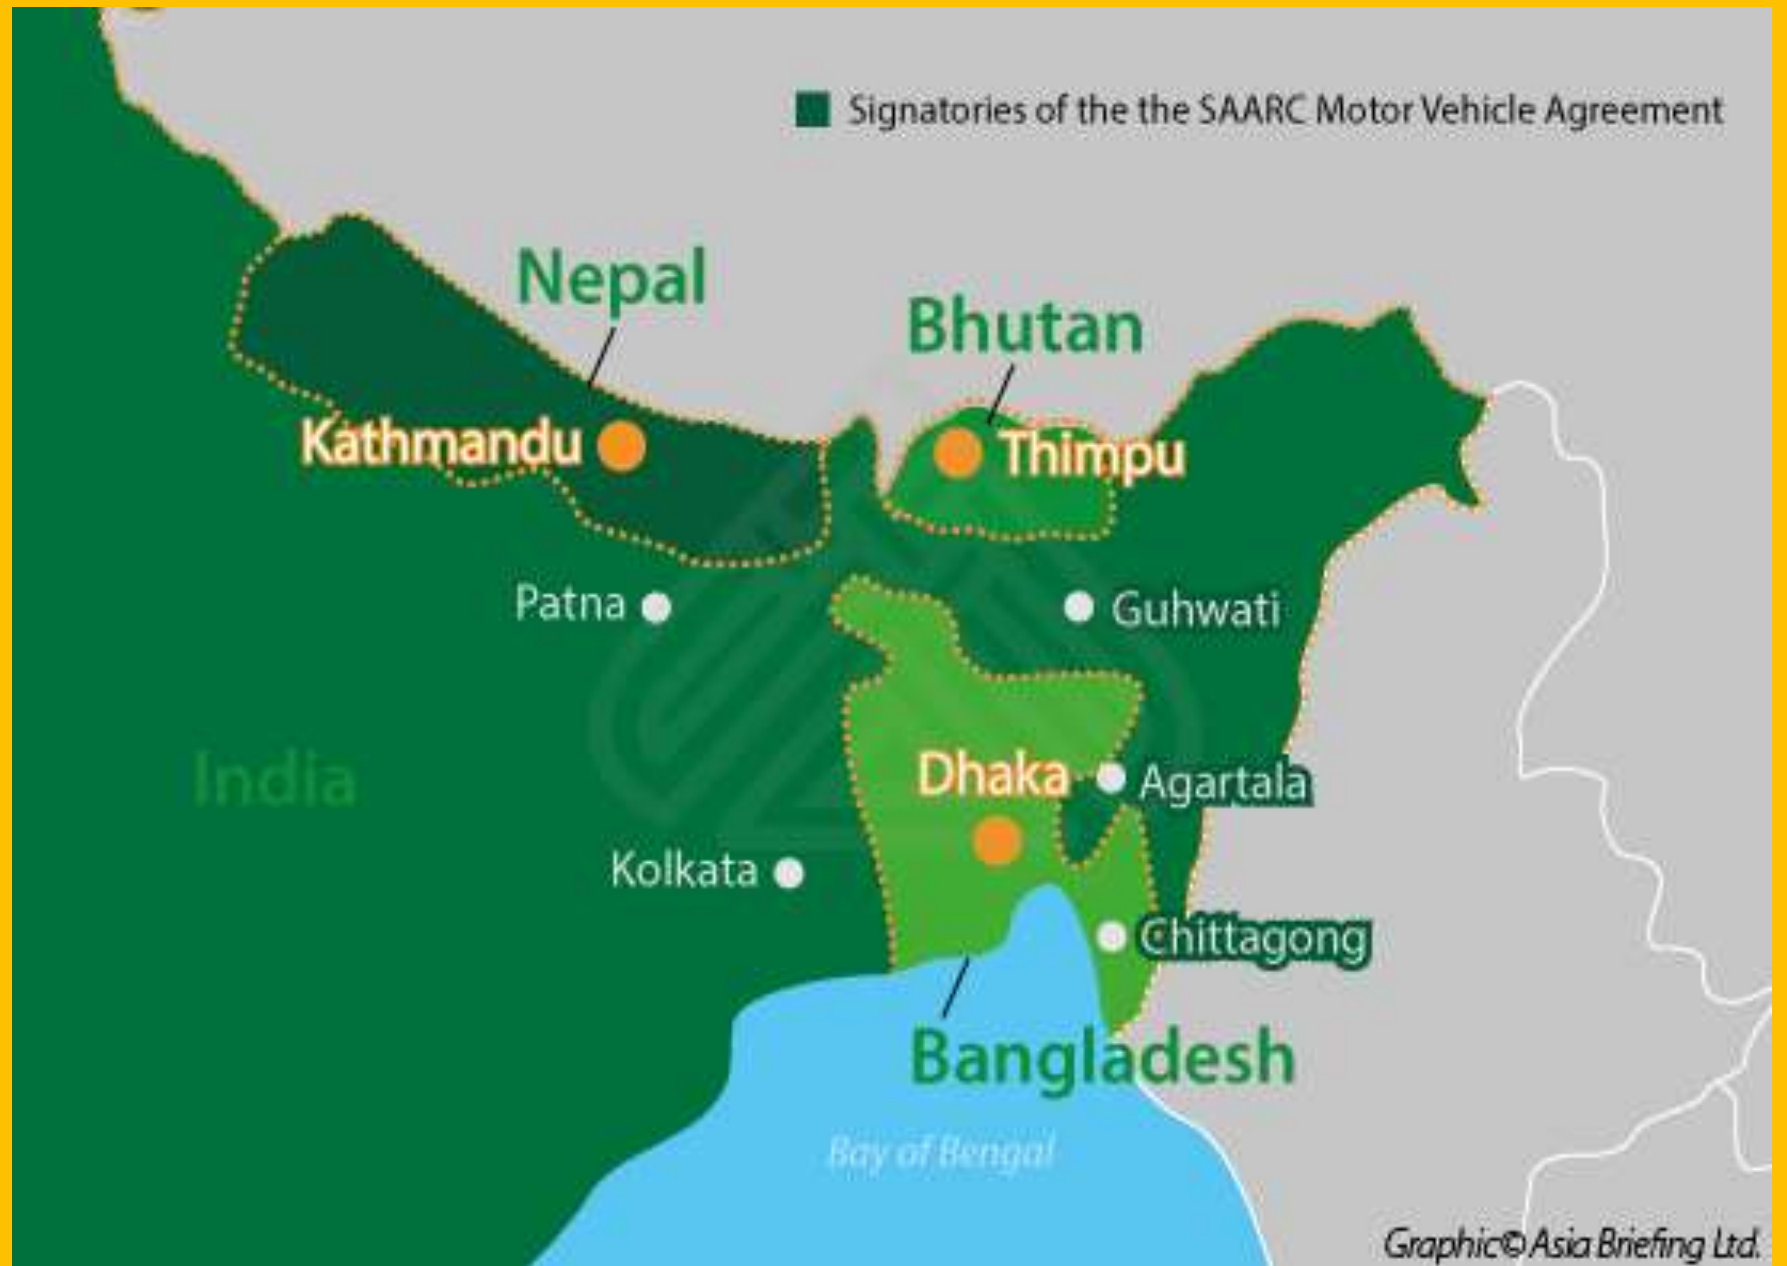 Signatories of the the SAARC Motor Vehicle Agreement
Nepal
Bhutan
Kathmandu
Thimpu
Patna
Guhwati
India
Dhaka
Agartala
Kolkata
Chittagong
Bangladesh
Bay of Bengal
Graphic© Asia Briefing Ltd.